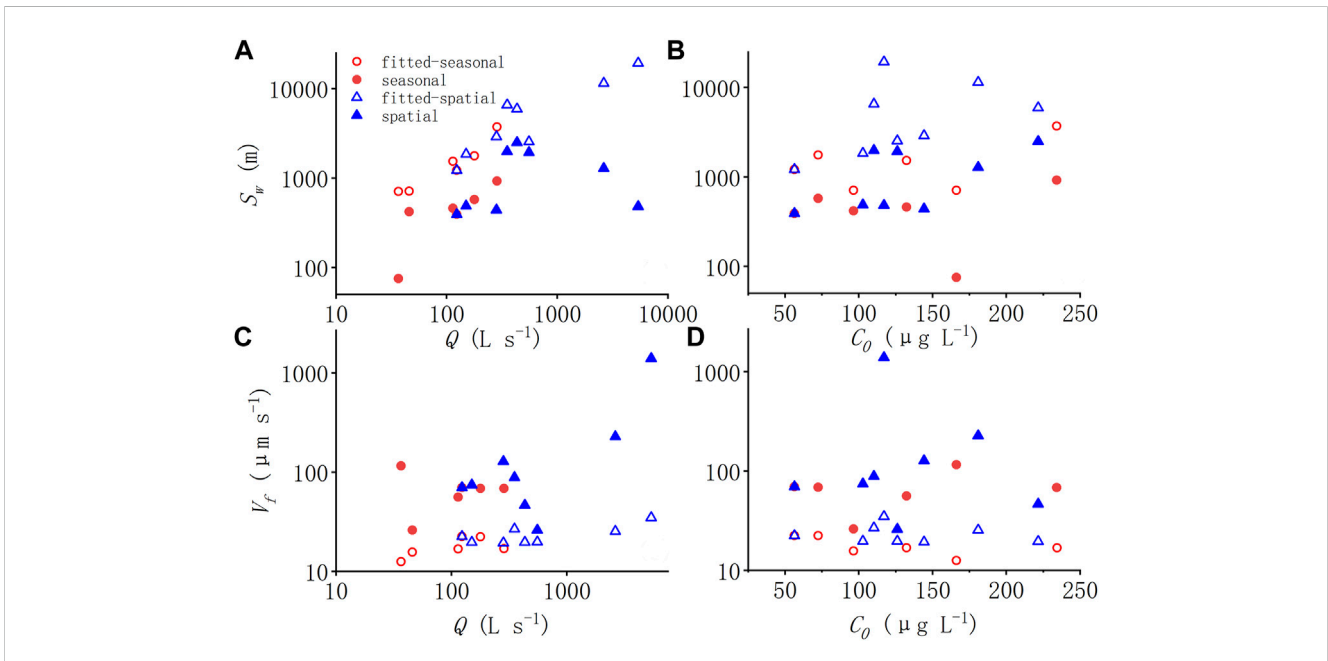 A
B
fitted-seasonal
seasonal
fitted-spatial
spatial
10000
1000
100
S_w (m)
10 100 1000 10000
Q (L s⁻¹)
10000
1000
100
50 100 150 200 250
C_0 (μg L⁻¹)
C
D
1000
100
10
V_f (μm s⁻¹)
10 100 1000
Q (L s⁻¹)
1000
100
10
50 100 150 200 250
C_0 (μg L⁻¹)